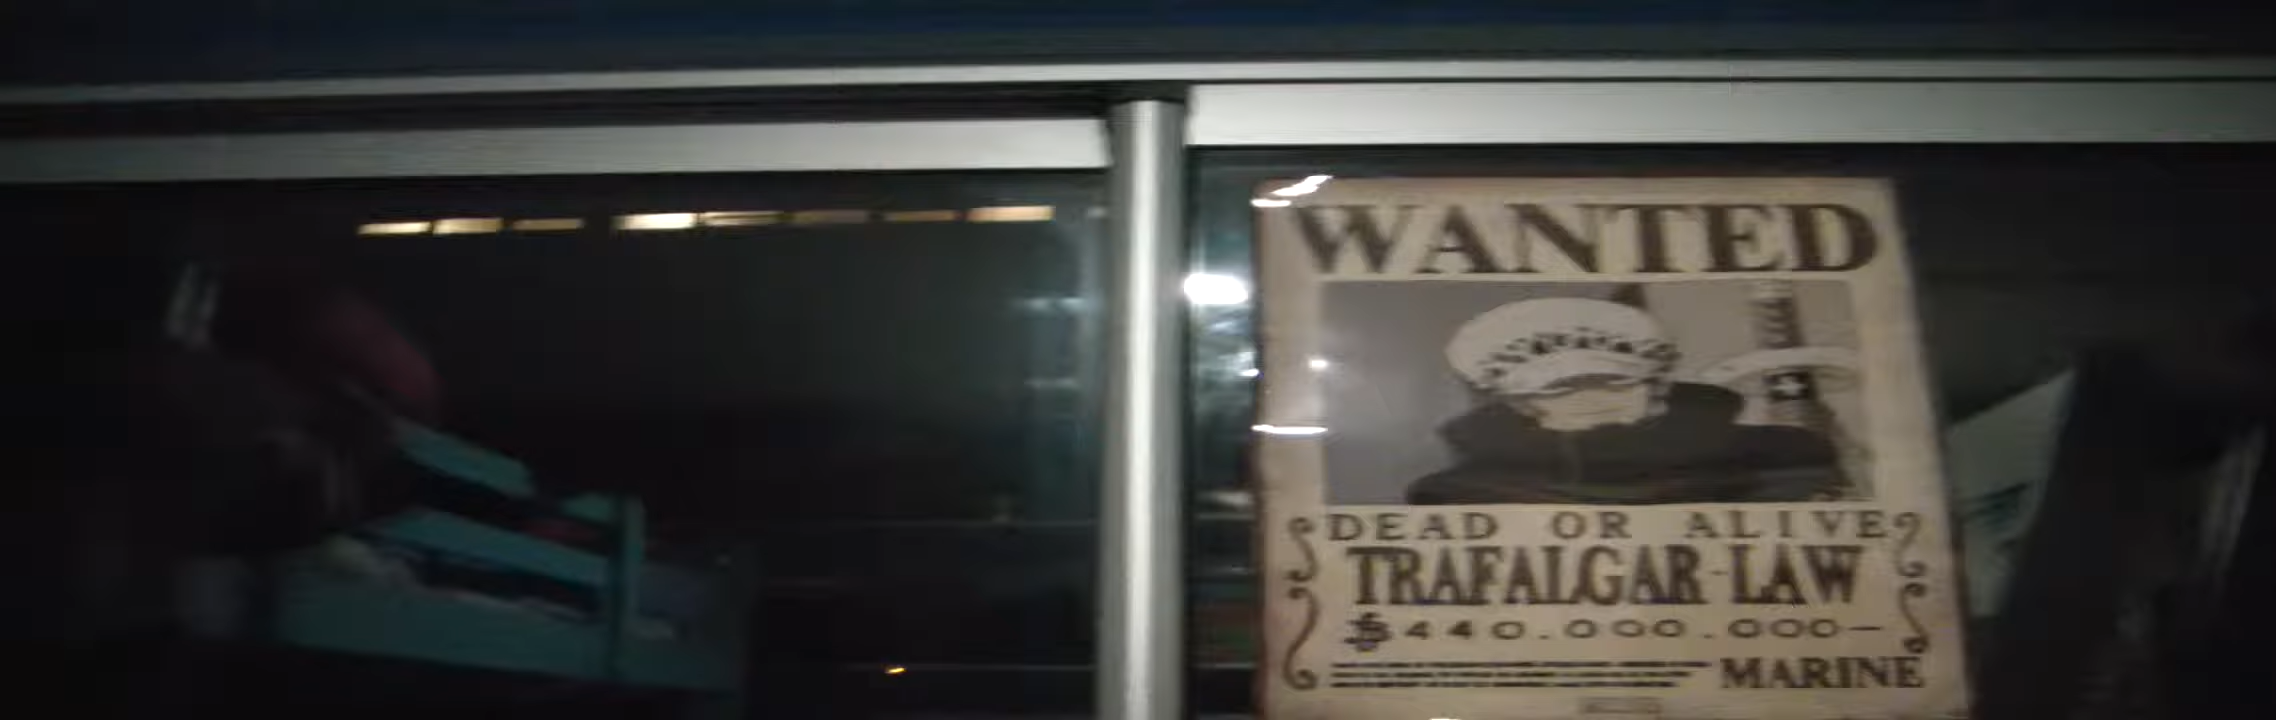 WANTED
DEAD OR ALIVE
TRAFALGAR LAW
฿440.000.000-
MARINE